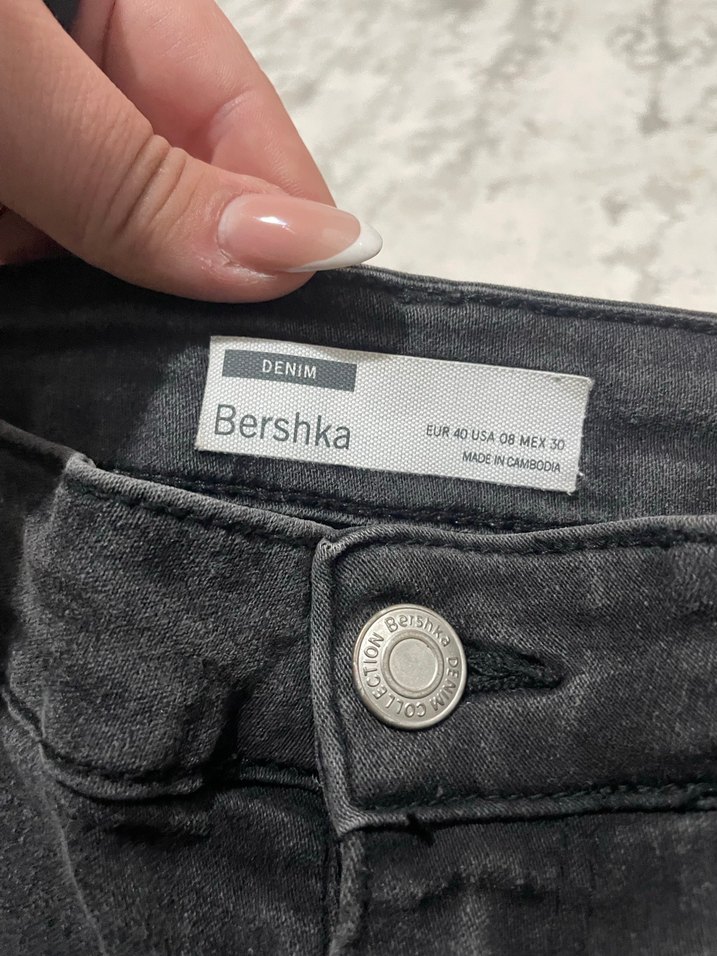 DENIM
Bershka
EUR 40 USA 08 MEX 30
MADE IN CAMBODIA
Bershka DENIM COLLECTION